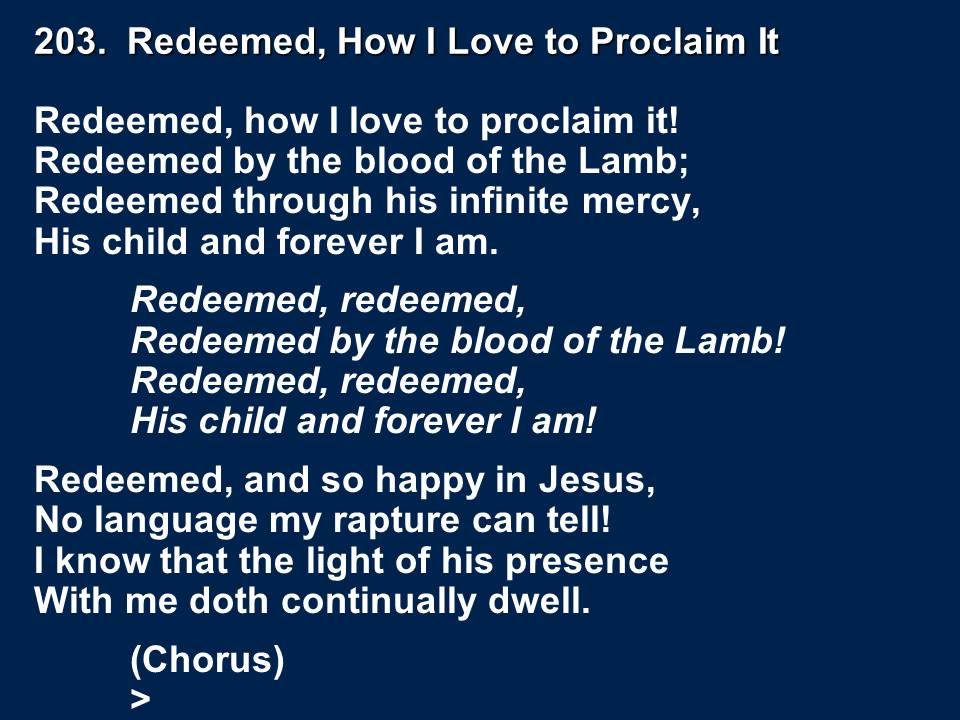 203.  Redeemed, How I Love to Proclaim It
Redeemed, how I love to proclaim it!
Redeemed by the blood of the Lamb;
Redeemed through his infinite mercy,
His child and forever I am.
Redeemed, redeemed,
Redeemed by the blood of the Lamb!
Redeemed, redeemed,
His child and forever I am!
Redeemed, and so happy in Jesus,
No language my rapture can tell!
I know that the light of his presence
With me doth continually dwell.
(Chorus)
>